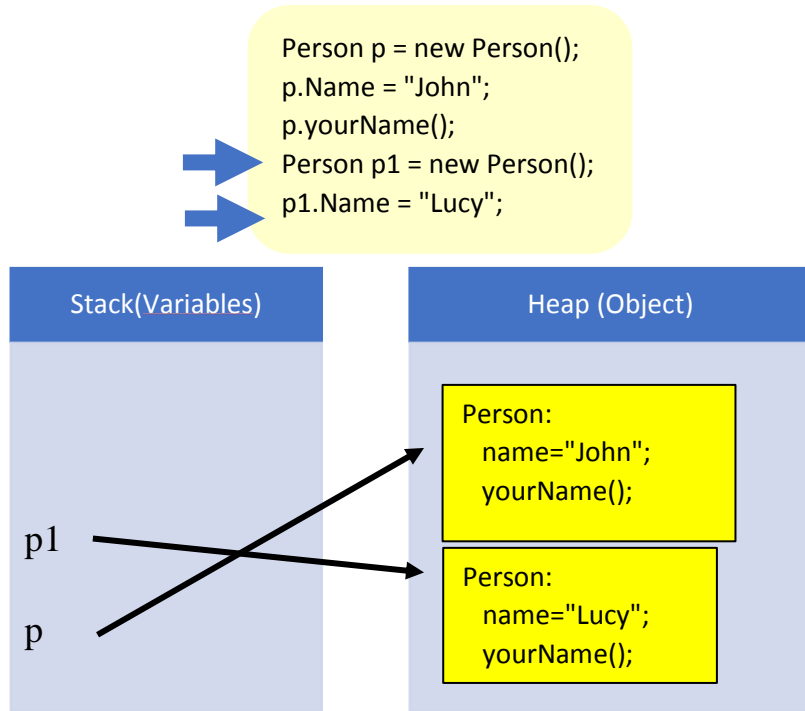 Person p = new Person();
p.Name = "John";
p.yourName();
Person p1 = new Person();
p1.Name = "Lucy";
Stack(Variables)
Heap (Object)
Person:
name="John";
yourName();
p1
Person:
name="Lucy";
yourName();
p